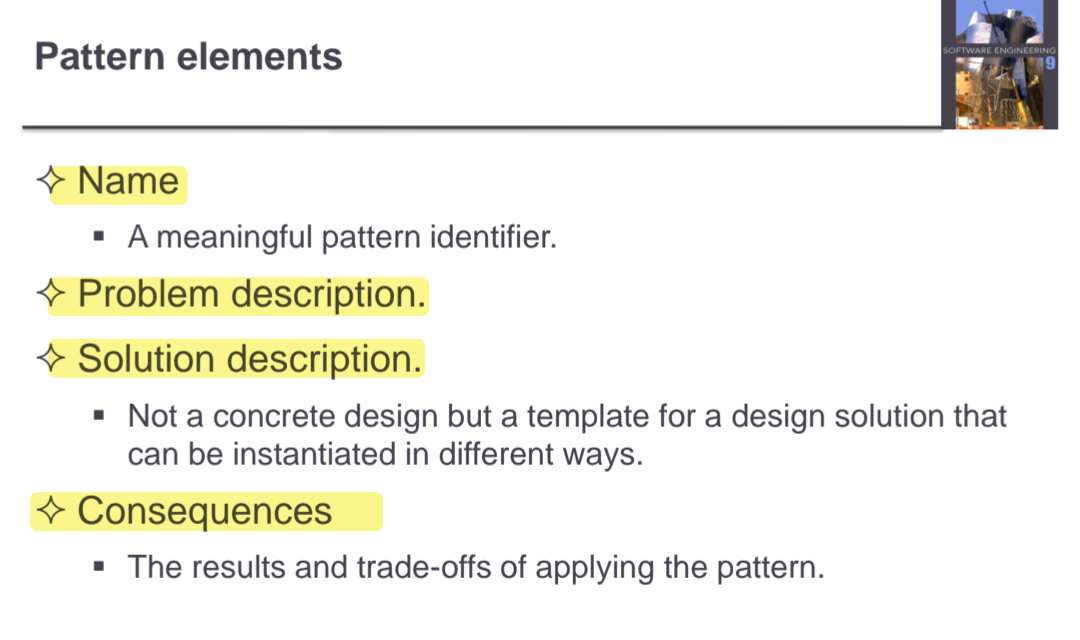 Pattern elements
SOFTWARE ENGINEERING
9
✧ Name
▪ A meaningful pattern identifier.
✧ Problem description.
✧ Solution description.
▪ Not a concrete design but a template for a design solution that
can be instantiated in different ways.
✧ Consequences
▪ The results and trade-offs of applying the pattern.